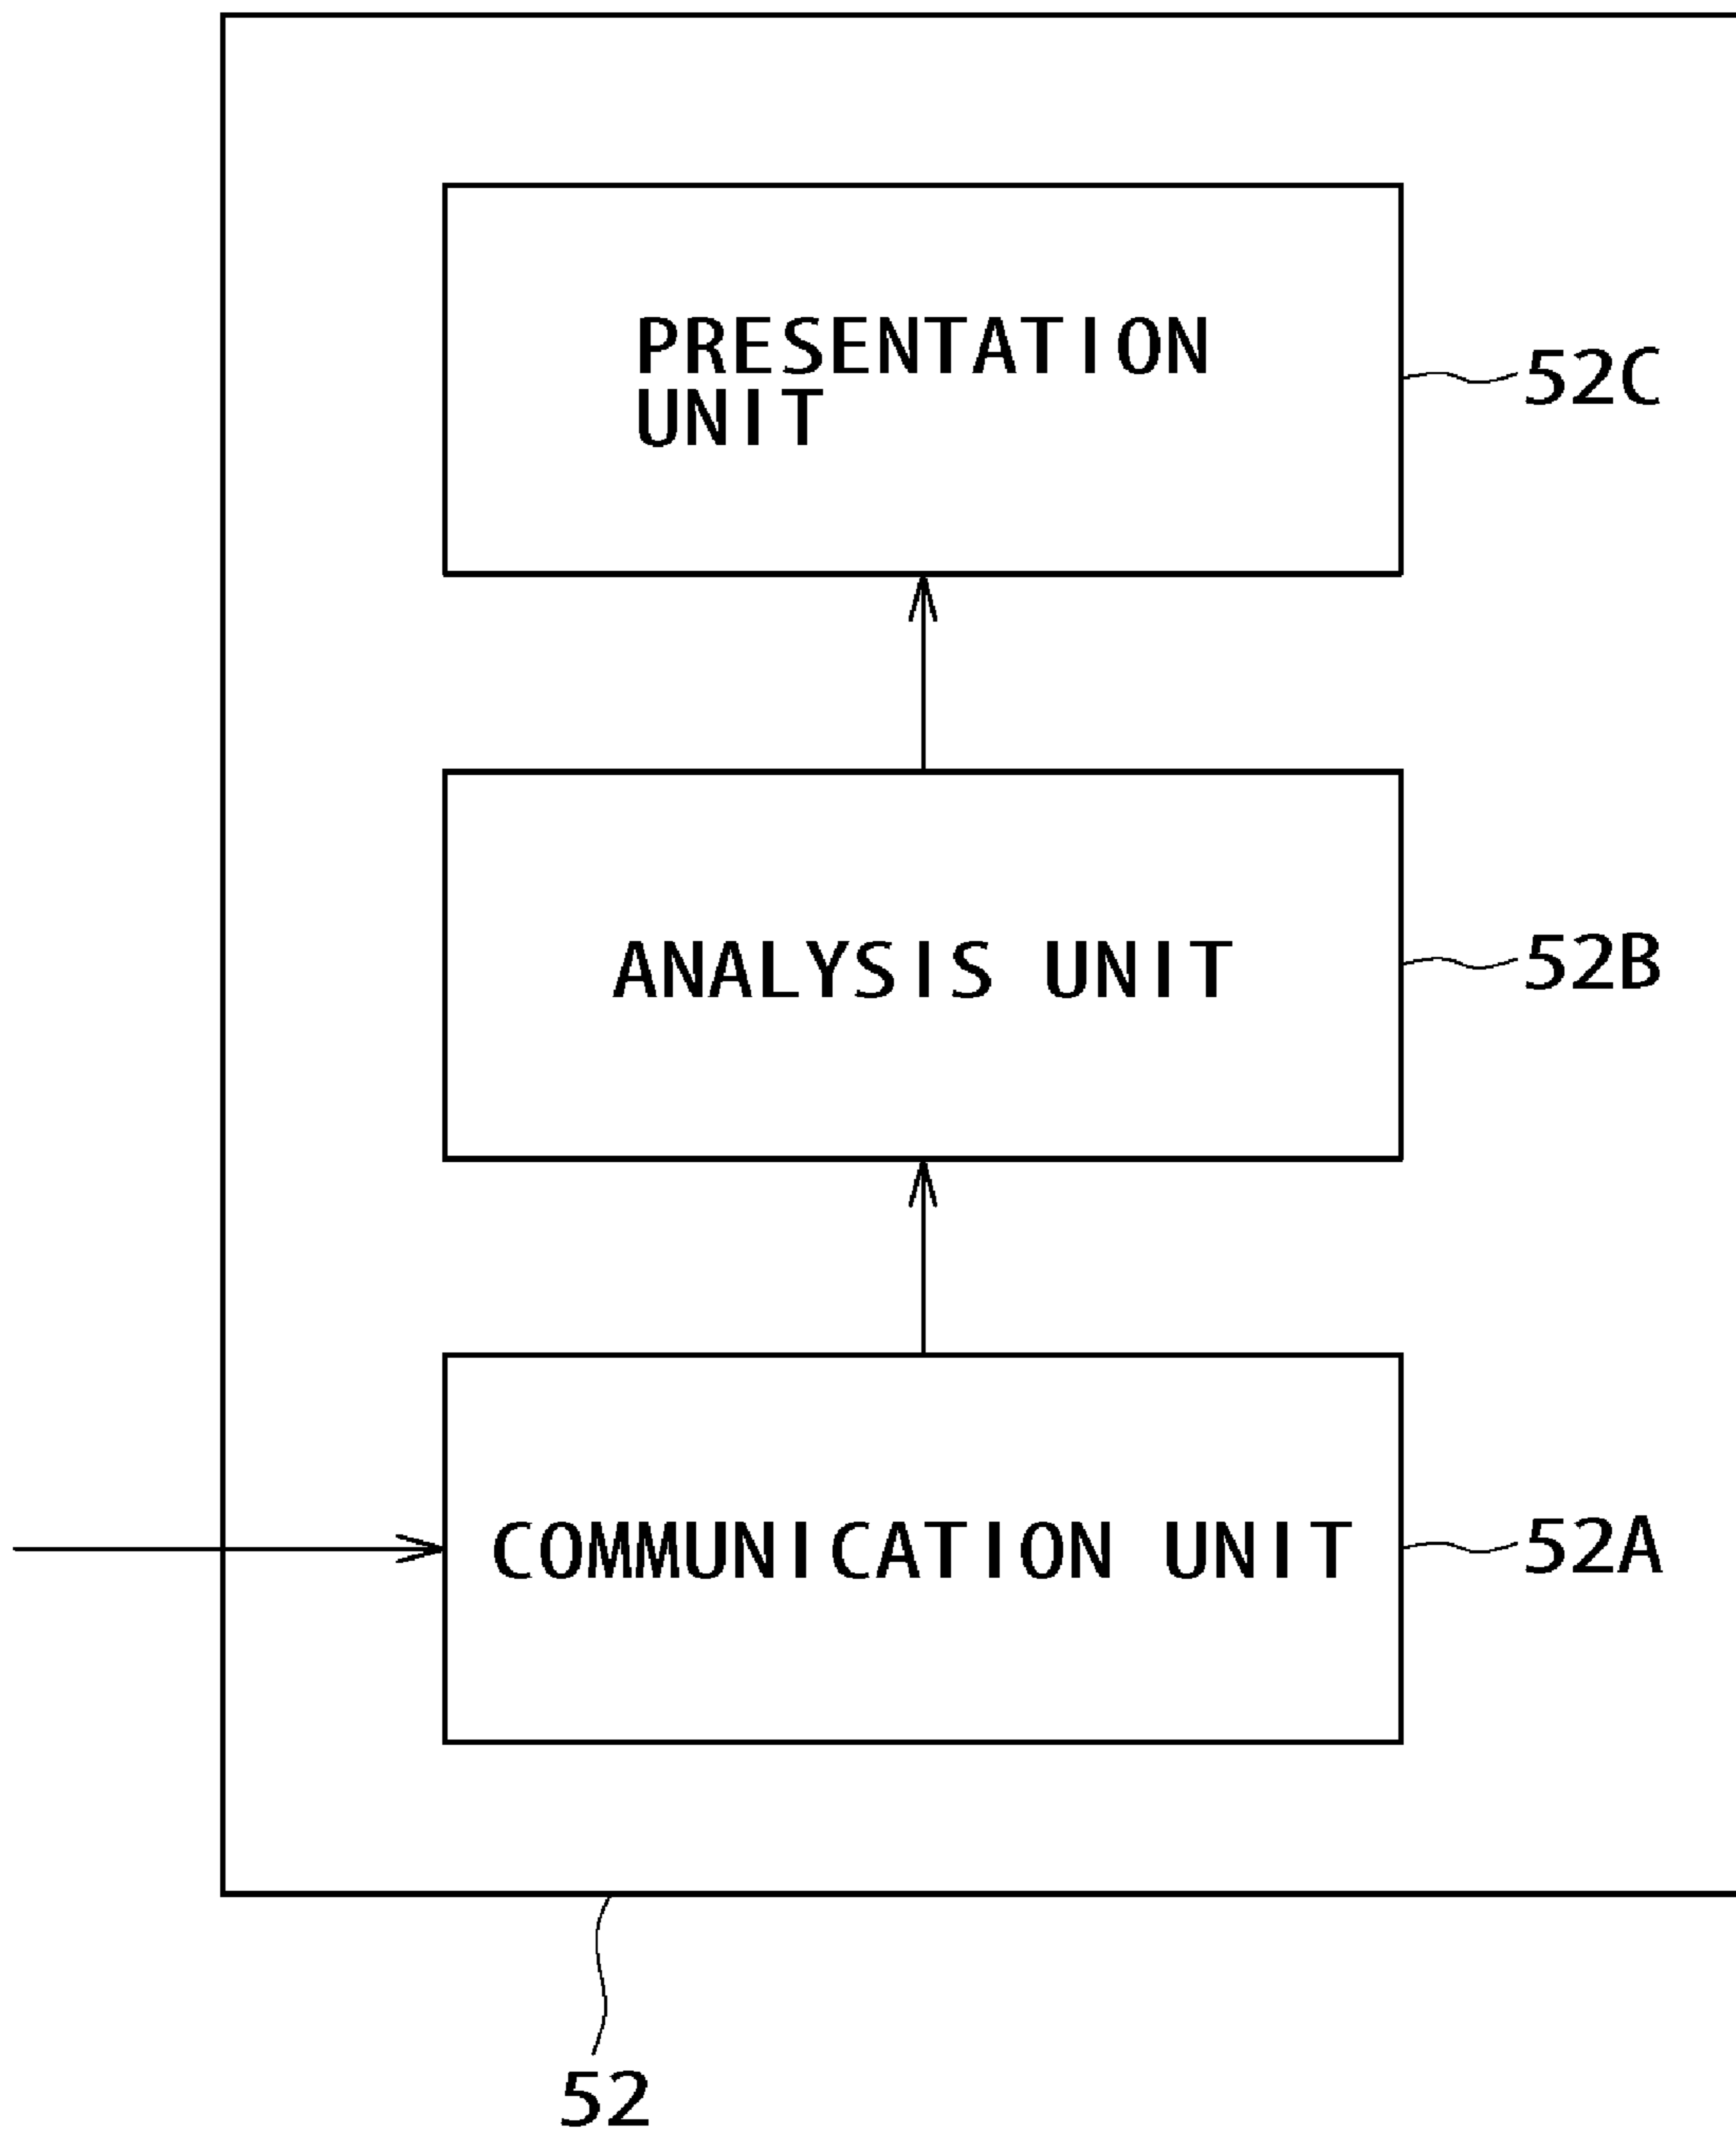 PRESENTATION
UNIT
52C
ANALYSIS UNIT
52B
COMMUNICATION UNIT
52A
52